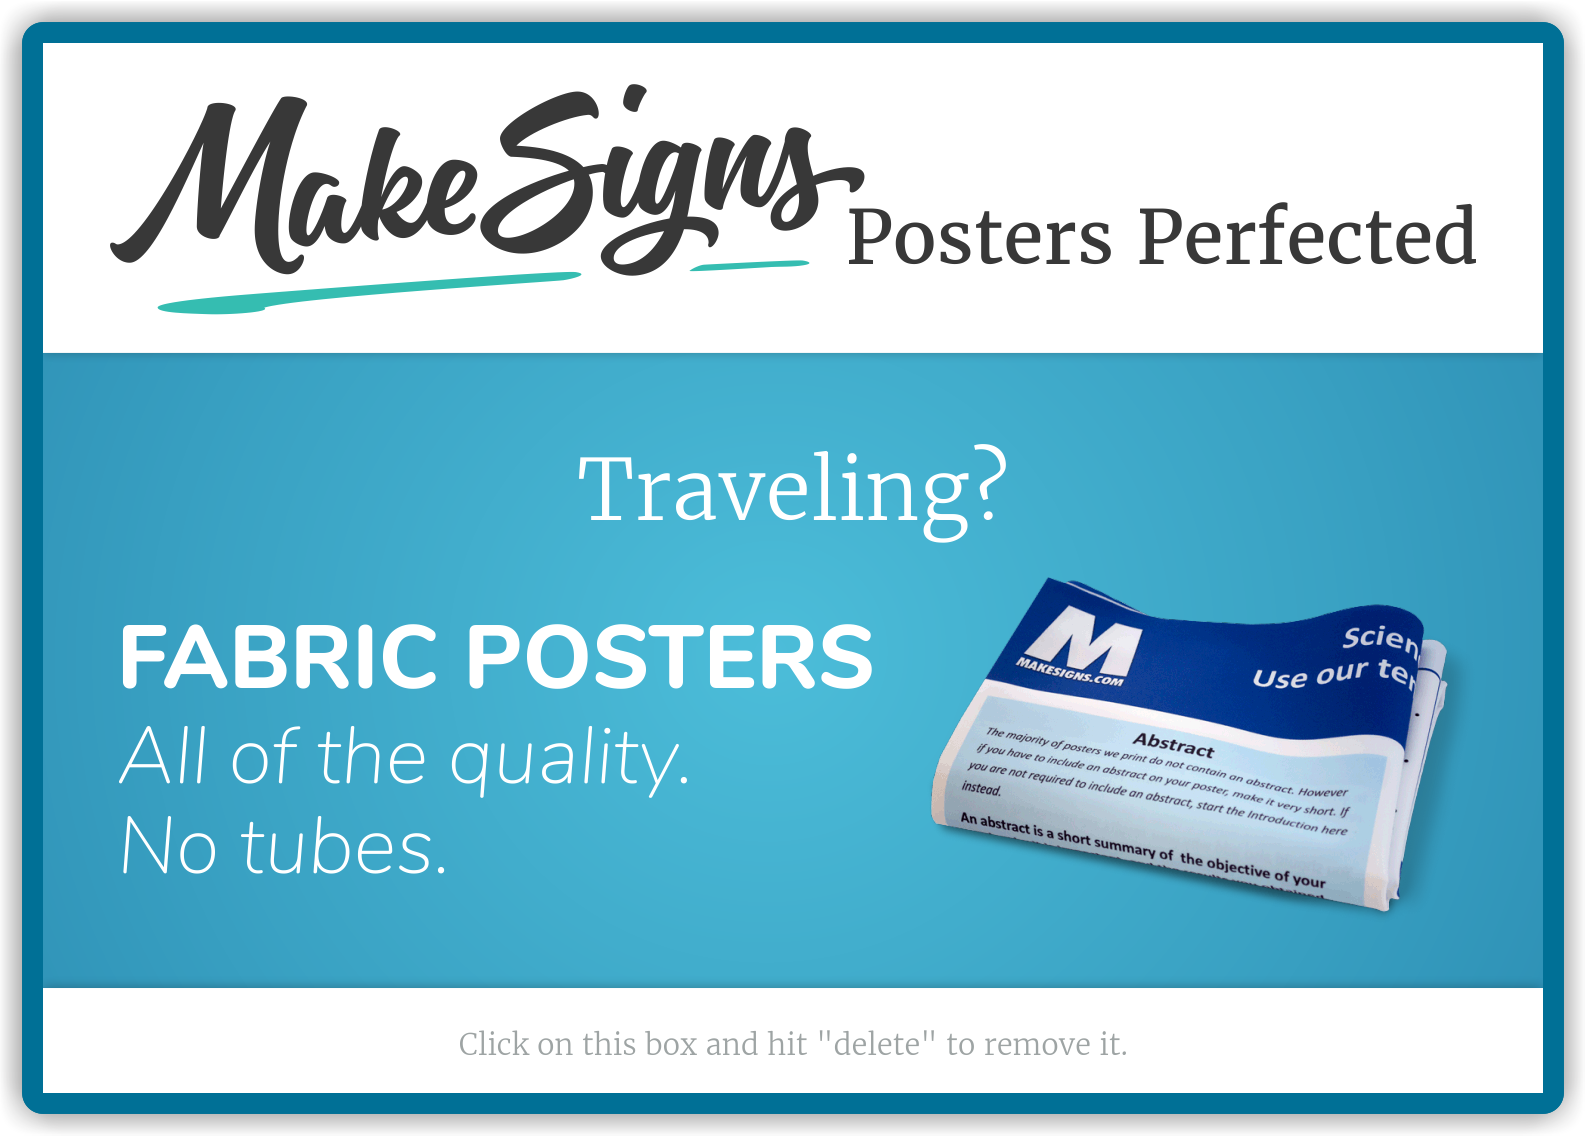 MakeSigns
Posters Perfected
Traveling?
FABRIC POSTERS
All of the quality.
No tubes.
M
MAKESIGNS.COM
Scien
Use our ter
Abstract
The majority of posters we print do not contain an abstract. However
if you have to include an abstract on your poster, make it very short. If
you are not required to include an abstract, start the Introduction here
instead.
An abstract is a short summary of the objective of your
Click on this box and hit "delete" to remove it.